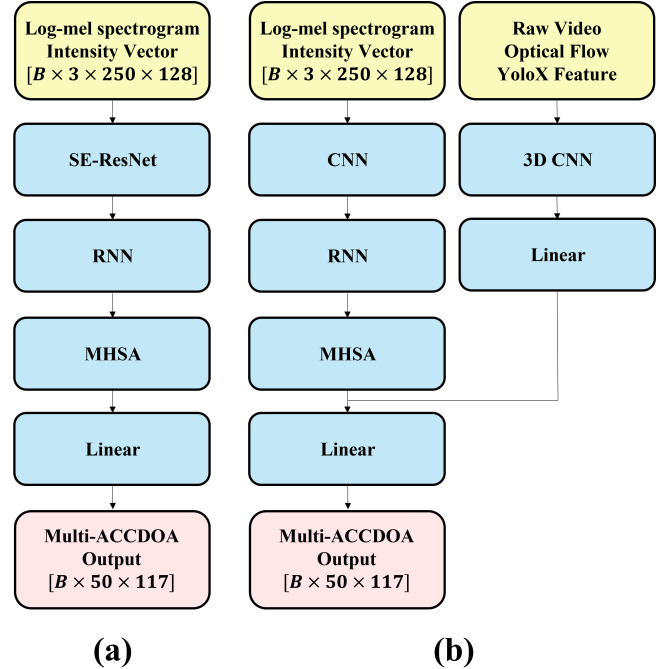 Log-mel spectrogram
Intensity Vector
[B × 3 × 250 × 128]
SE-ResNet
RNN
MHSA
Linear
Multi-ACCDOA
Output
[B × 50 × 117]
(a)
Log-mel spectrogram
Intensity Vector
[B × 3 × 250 × 128]
CNN
RNN
MHSA
Linear
Multi-ACCDOA
Output
[B × 50 × 117]
Raw Video
Optical Flow
YoloX Feature
3D CNN
Linear
(b)